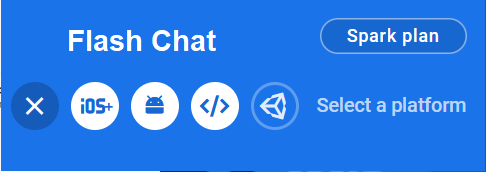 Flash Chat
Spark plan
iOS+
Select a platform